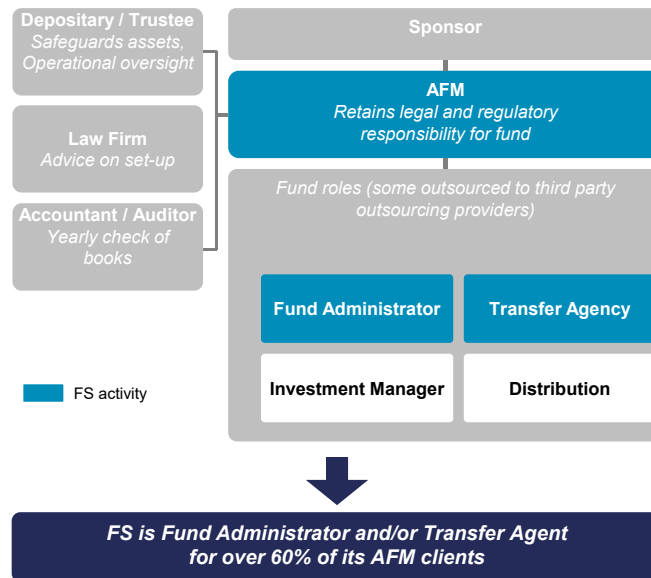 Depositary / Trustee
Safeguards assets,
Operational oversight
Law Firm
Advice on set-up
Accountant / Auditor
Yearly check of
books
Sponsor
AFM
Retains legal and regulatory
responsibility for fund
Fund roles (some outsourced to third party
outsourcing providers)
Fund Administrator
Transfer Agency
Investment Manager
Distribution
FS activity
FS is Fund Administrator and/or Transfer Agent
for over 60% of its AFM clients